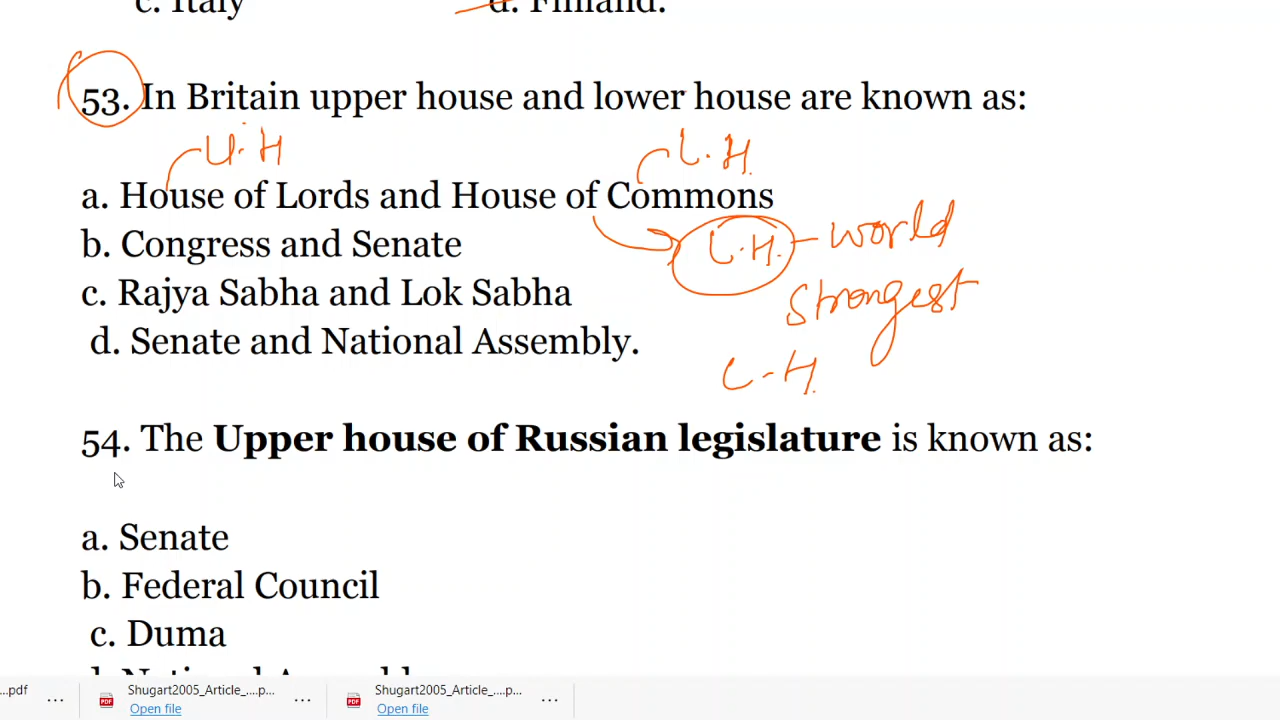 c. Italy d. Finland.
53. In Britain upper house and lower house are known as:
U.H L.H.
a. House of Lords and House of Commons
L.H. - world
b. Congress and Senate
c. Rajya Sabha and Lok Sabha
strongest
d. Senate and National Assembly.
L-H.
54. The Upper house of Russian legislature is known as:
a. Senate
b. Federal Council
c. Duma
...pdf ... Shugart2005_Article_....p... ... Shugart2005_Article_....p... ...
Open file Open file